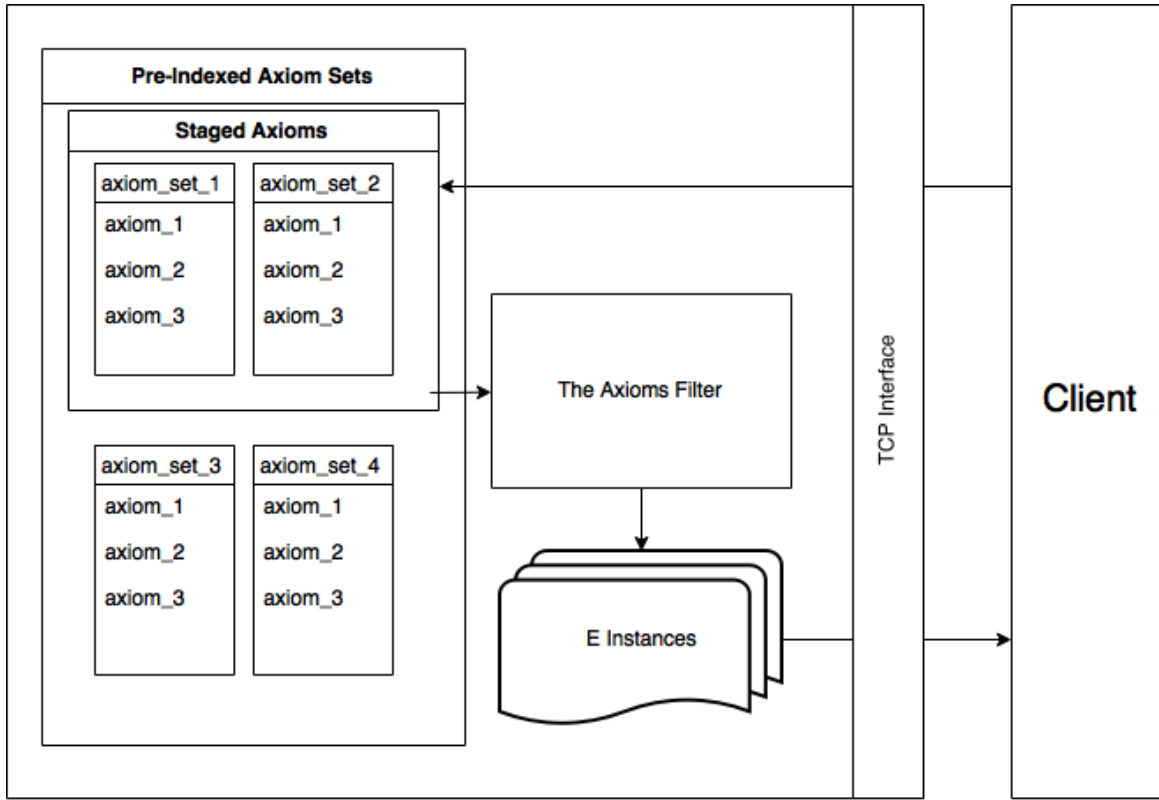 Pre-Indexed Axiom Sets
Staged Axioms
axiom_set_1
axiom_1
axiom_2
axiom_3
axiom_set_2
axiom_1
axiom_2
axiom_3
axiom_set_3
axiom_1
axiom_2
axiom_3
axiom_set_4
axiom_1
axiom_2
axiom_3
The Axioms Filter
E Instances
TCP Interface
Client